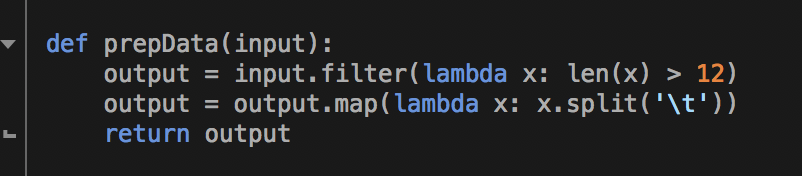 def prepData(input):
    output = input.filter(lambda x: len(x) > 12)
    output = output.map(lambda x: x.split('\t'))
    return output